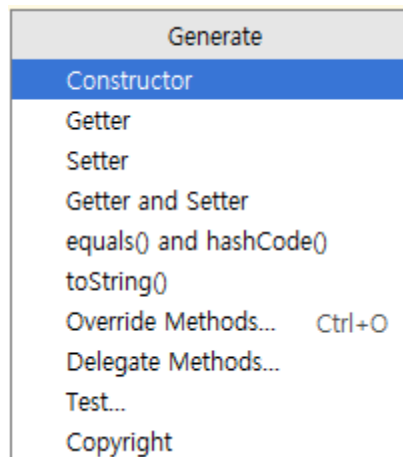 Generate
Constructor
Getter
Setter
Getter and Setter
equals() and hashCode()
toString()
Override Methods... Ctrl+O
Delegate Methods...
Test...
Copyright